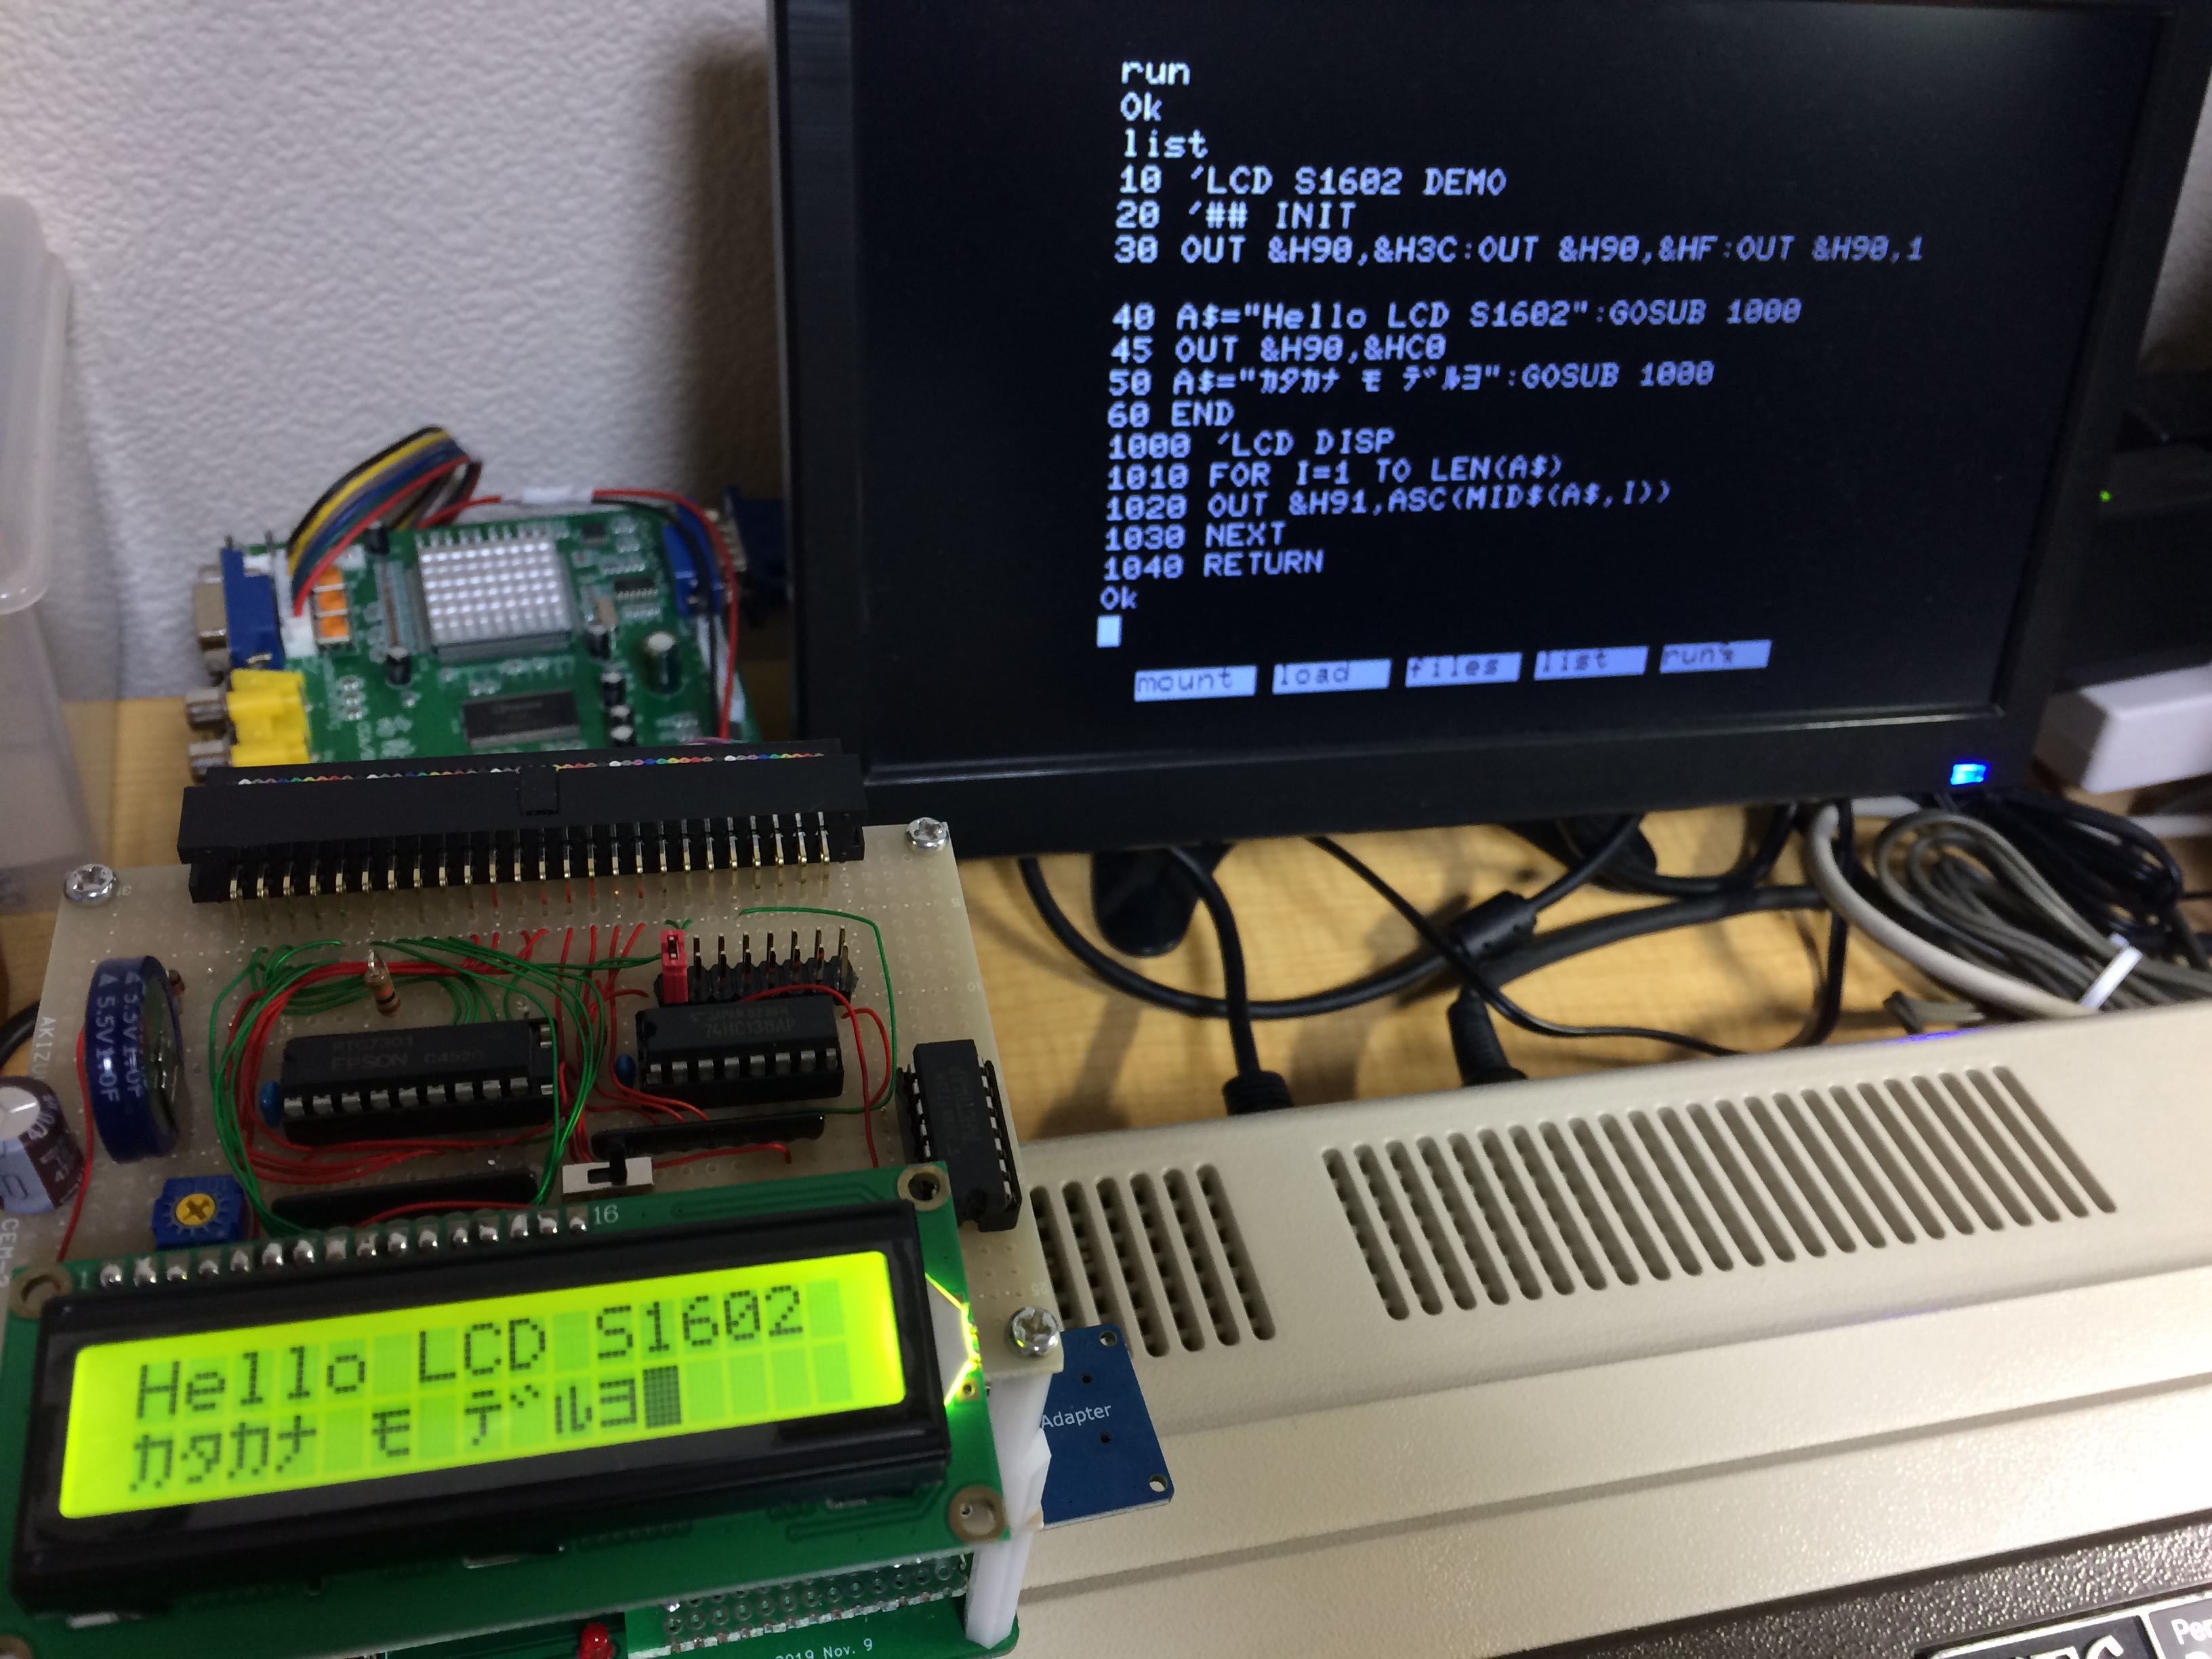 run
Ok
list
10 'LCD S1602 DEMO
20 '## INIT
30 OUT &H90,&H3C:OUT &H90,&HF:OUT &H90,1
40 A$="Hello LCD S1602":GOSUB 1000
45 OUT &H90,&HC0
50 A$="ｶﾀｶﾅ ﾓ ﾃﾞﾙﾖ":GOSUB 1000
60 END
1000 'LCD DISP
1010 FOR I=1 TO LEN(A$)
1020 OUT &H91,ASC(MID$(A$,I))
1030 NEXT
1040 RETURN
Ok
mount load files list run
5.5V 1.0F
5.5V
EPSON
74HC138AP
16
1
Hello LCD S1602
ｶﾀｶﾅ ﾓ ﾃﾞﾙﾖ
Adapter
2019 Nov. 9